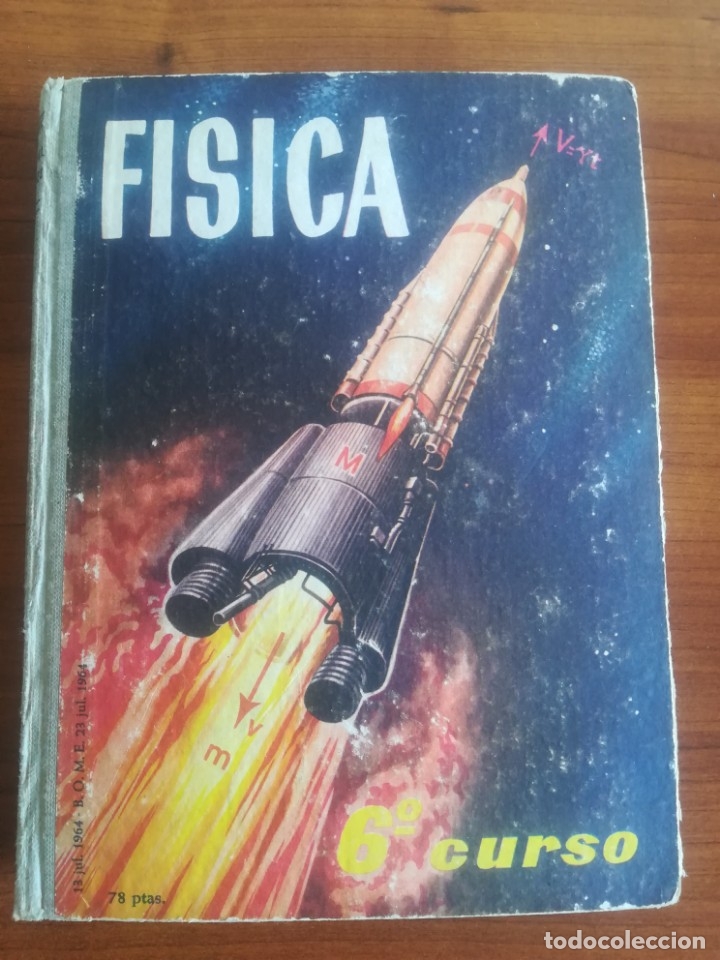 FISICA
V=γt
M
m v
6º curso
13 jul. 1964 - B. O. M. E. 23 jul. 1964
78 ptas.
todocoleccion